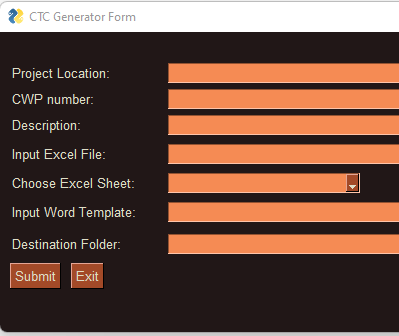 CTC Generator Form
Project Location:
CWP number:
Description:
Input Excel File:
Choose Excel Sheet:
Input Word Template:
Destination Folder:
Submit Exit